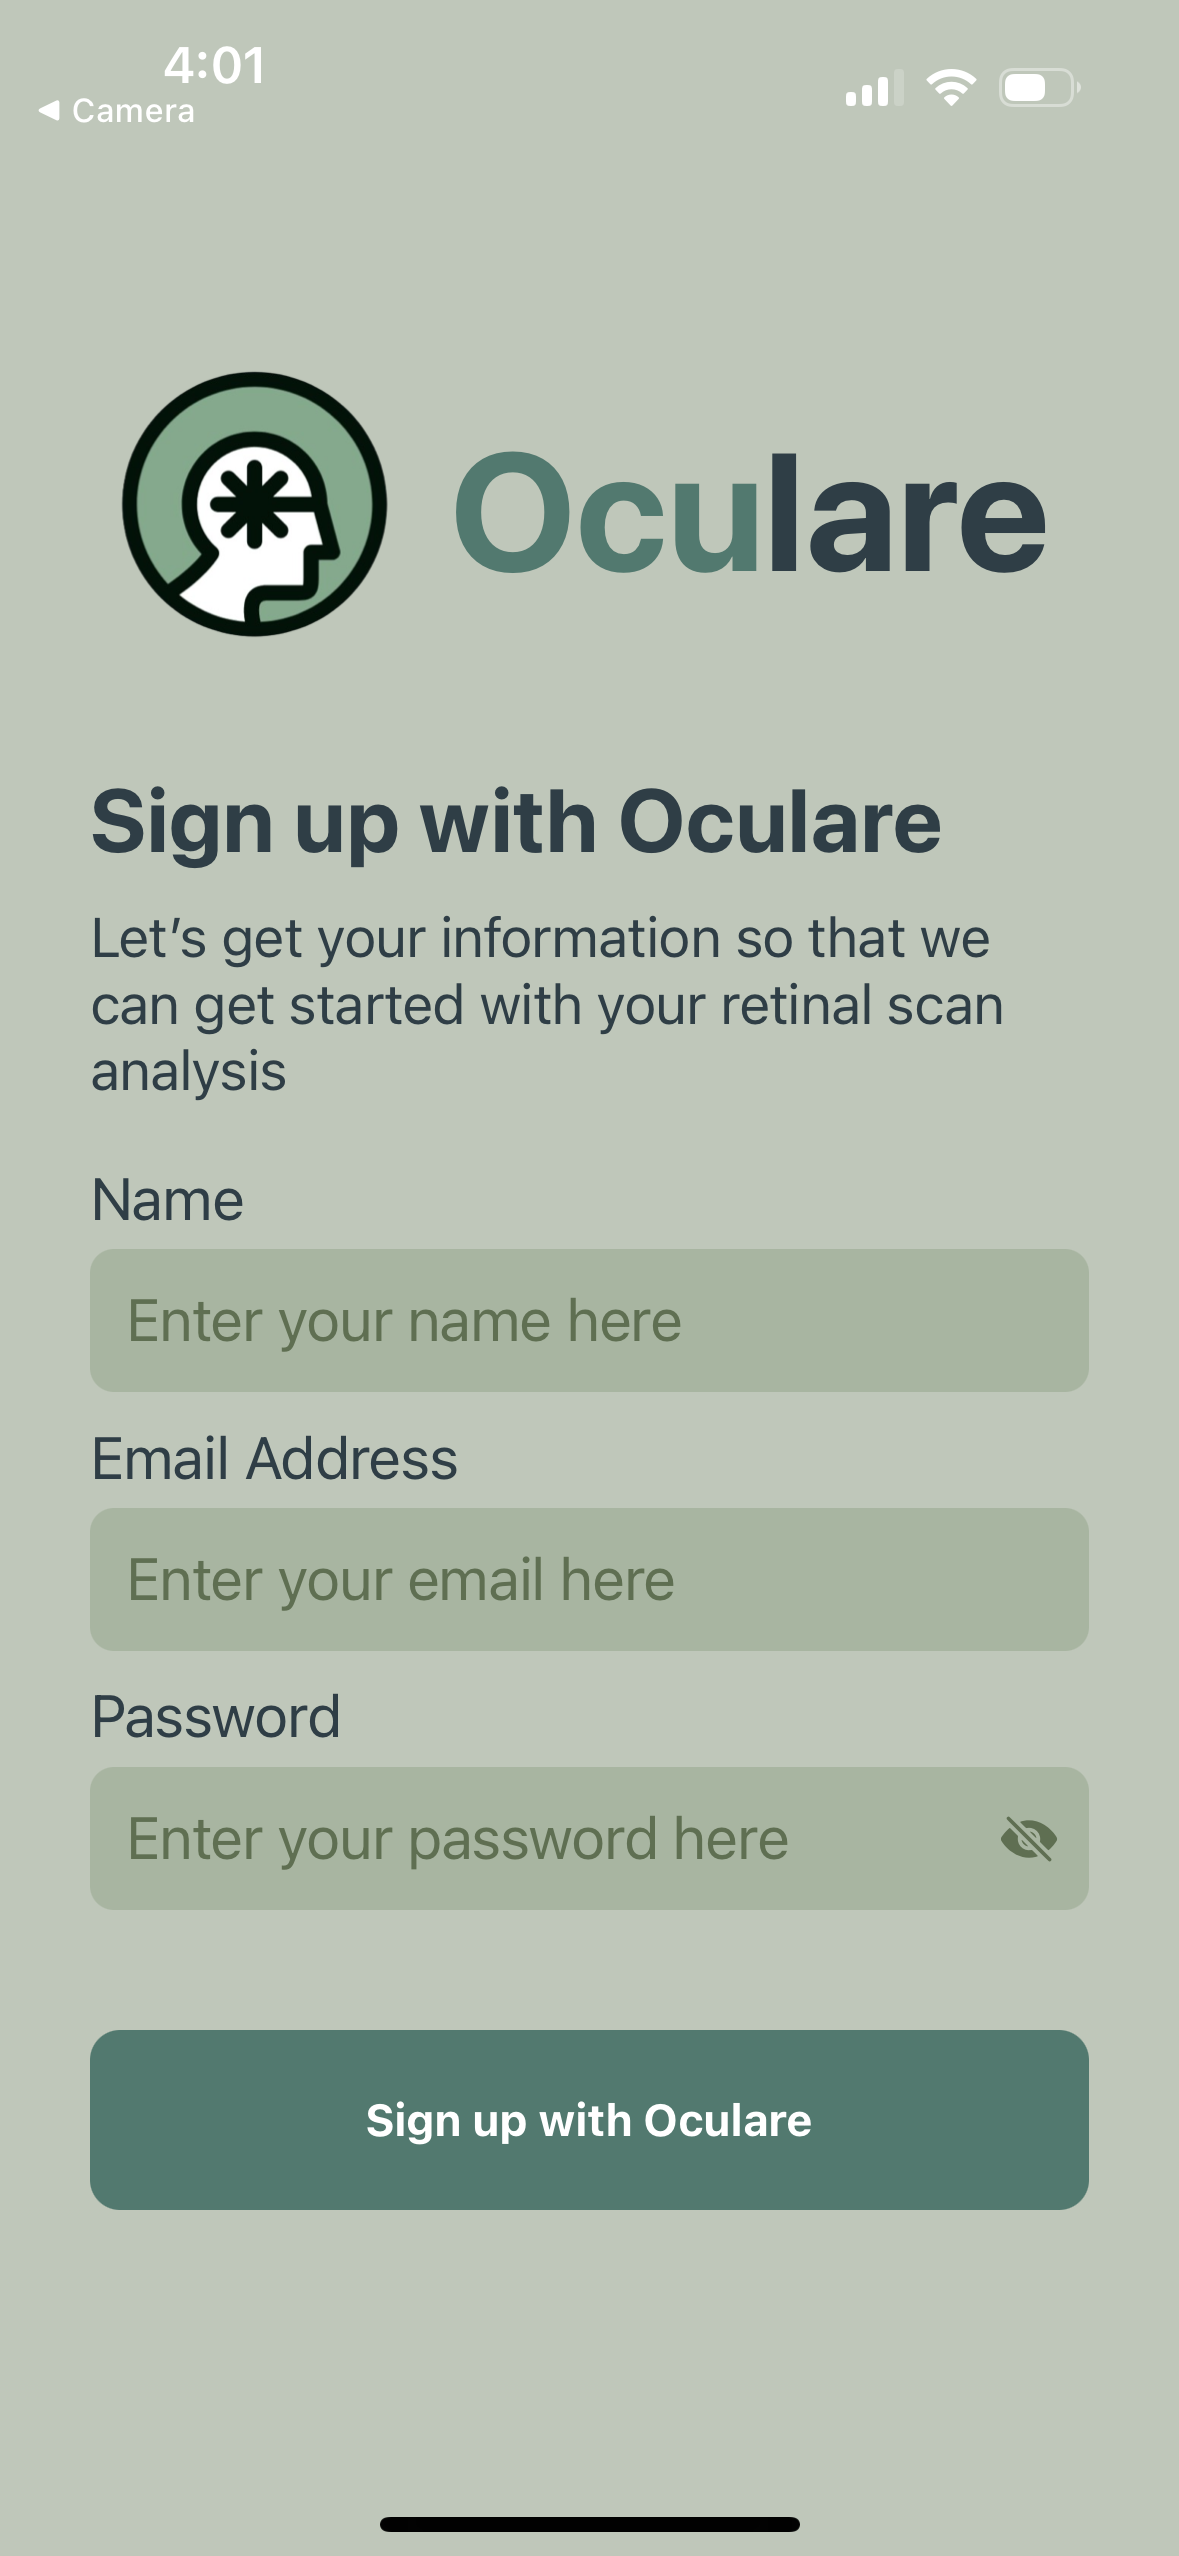 4:01
Camera
Oculare
Sign up with Oculare
Let’s get your information so that we
can get started with your retinal scan
analysis
Name
Enter your name here
Email Address
Enter your email here
Password
Enter your password here
Sign up with Oculare